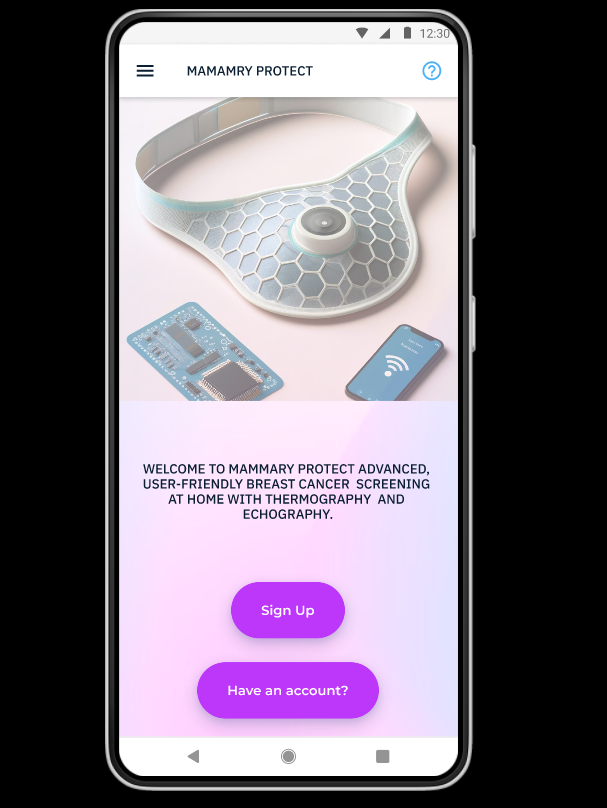 12:30
MAMAMRY PROTECT
WELCOME TO MAMMARY PROTECT ADVANCED,
USER-FRIENDLY BREAST CANCER  SCREENING
AT HOME WITH THERMOGRAPHY  AND
ECHOGRAPHY.
Sign Up
Have an account?